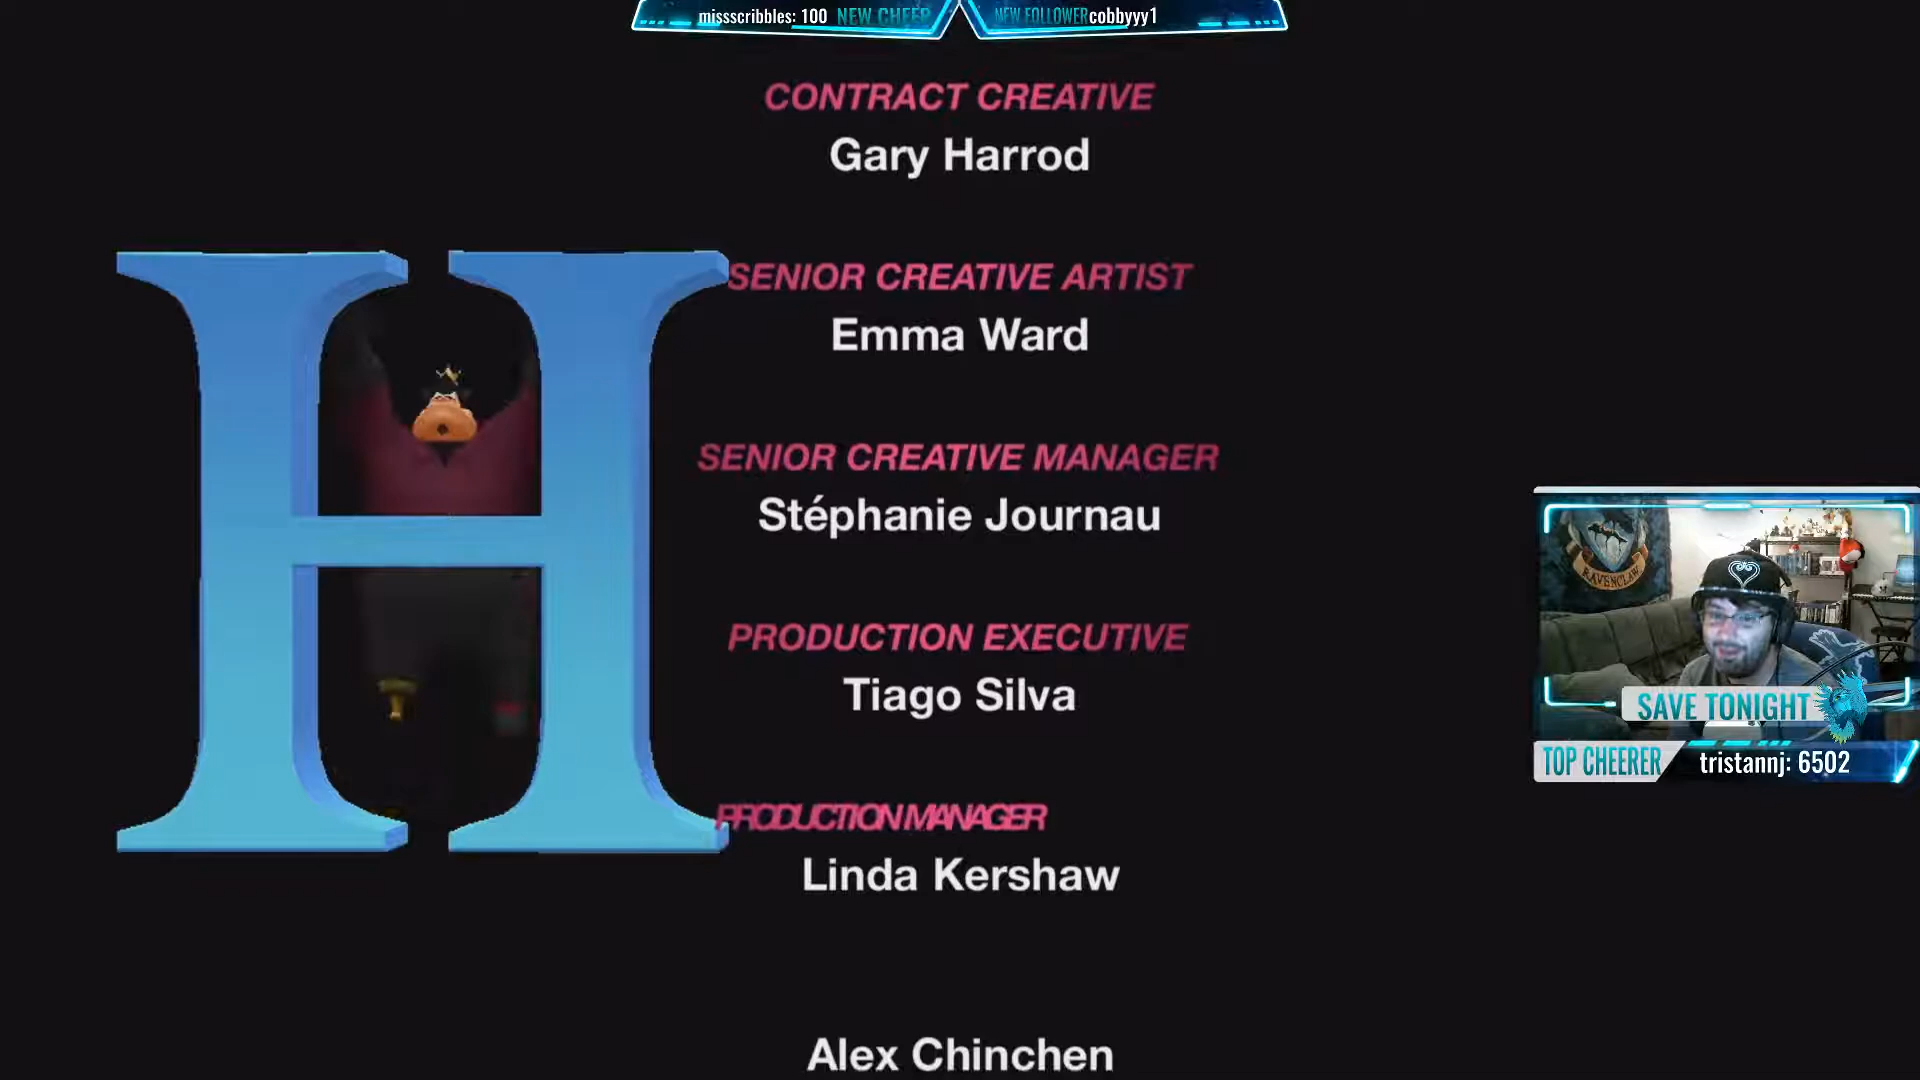 missscribbles: 100 NEW CHEER
NEW FOLLOWER cobbyyy1
CONTRACT CREATIVE
Gary Harrod
SENIOR CREATIVE ARTIST
Emma Ward
SENIOR CREATIVE MANAGER
Stéphanie Journau
PRODUCTION EXECUTIVE
Tiago Silva
PRODUCTION MANAGER
Linda Kershaw
Alex Chinchen
H
RAVENCLAW
SAVE TONIGHT
TOP CHEERER tristannj: 6502